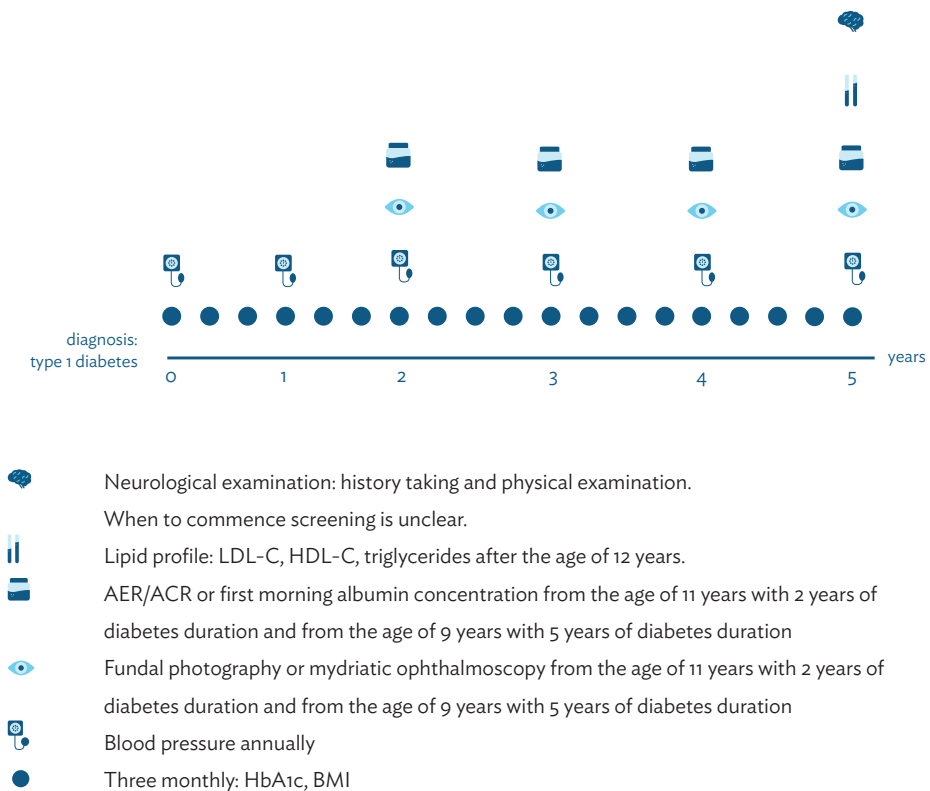 diagnosis:
type 1 diabetes
years
0 1 2 3 4 5
Neurological examination: history taking and physical examination.
When to commence screening is unclear.
Lipid profile: LDL-C, HDL-C, triglycerides after the age of 12 years.
AER/ACR or first morning albumin concentration from the age of 11 years with 2 years of
diabetes duration and from the age of 9 years with 5 years of diabetes duration
Fundal photography or mydriatic ophthalmoscopy from the age of 11 years with 2 years of
diabetes duration and from the age of 9 years with 5 years of diabetes duration
Blood pressure annually
Three monthly: HbA1c, BMI